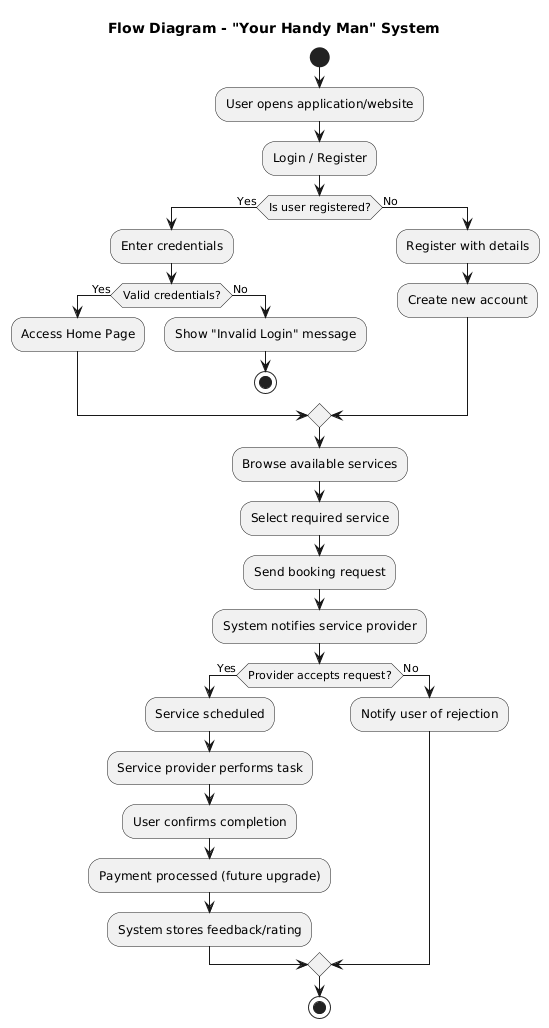 Flow Diagram - "Your Handy Man" System
User opens application/website
Login / Register
Yes
Is user registered?
No
Enter credentials
Register with details
Yes
Valid credentials?
No
Create new account
Access Home Page
Show "Invalid Login" message
Browse available services
Select required service
Send booking request
System notifies service provider
Yes
Provider accepts request?
No
Service scheduled
Notify user of rejection
Service provider performs task
User confirms completion
Payment processed (future upgrade)
System stores feedback/rating